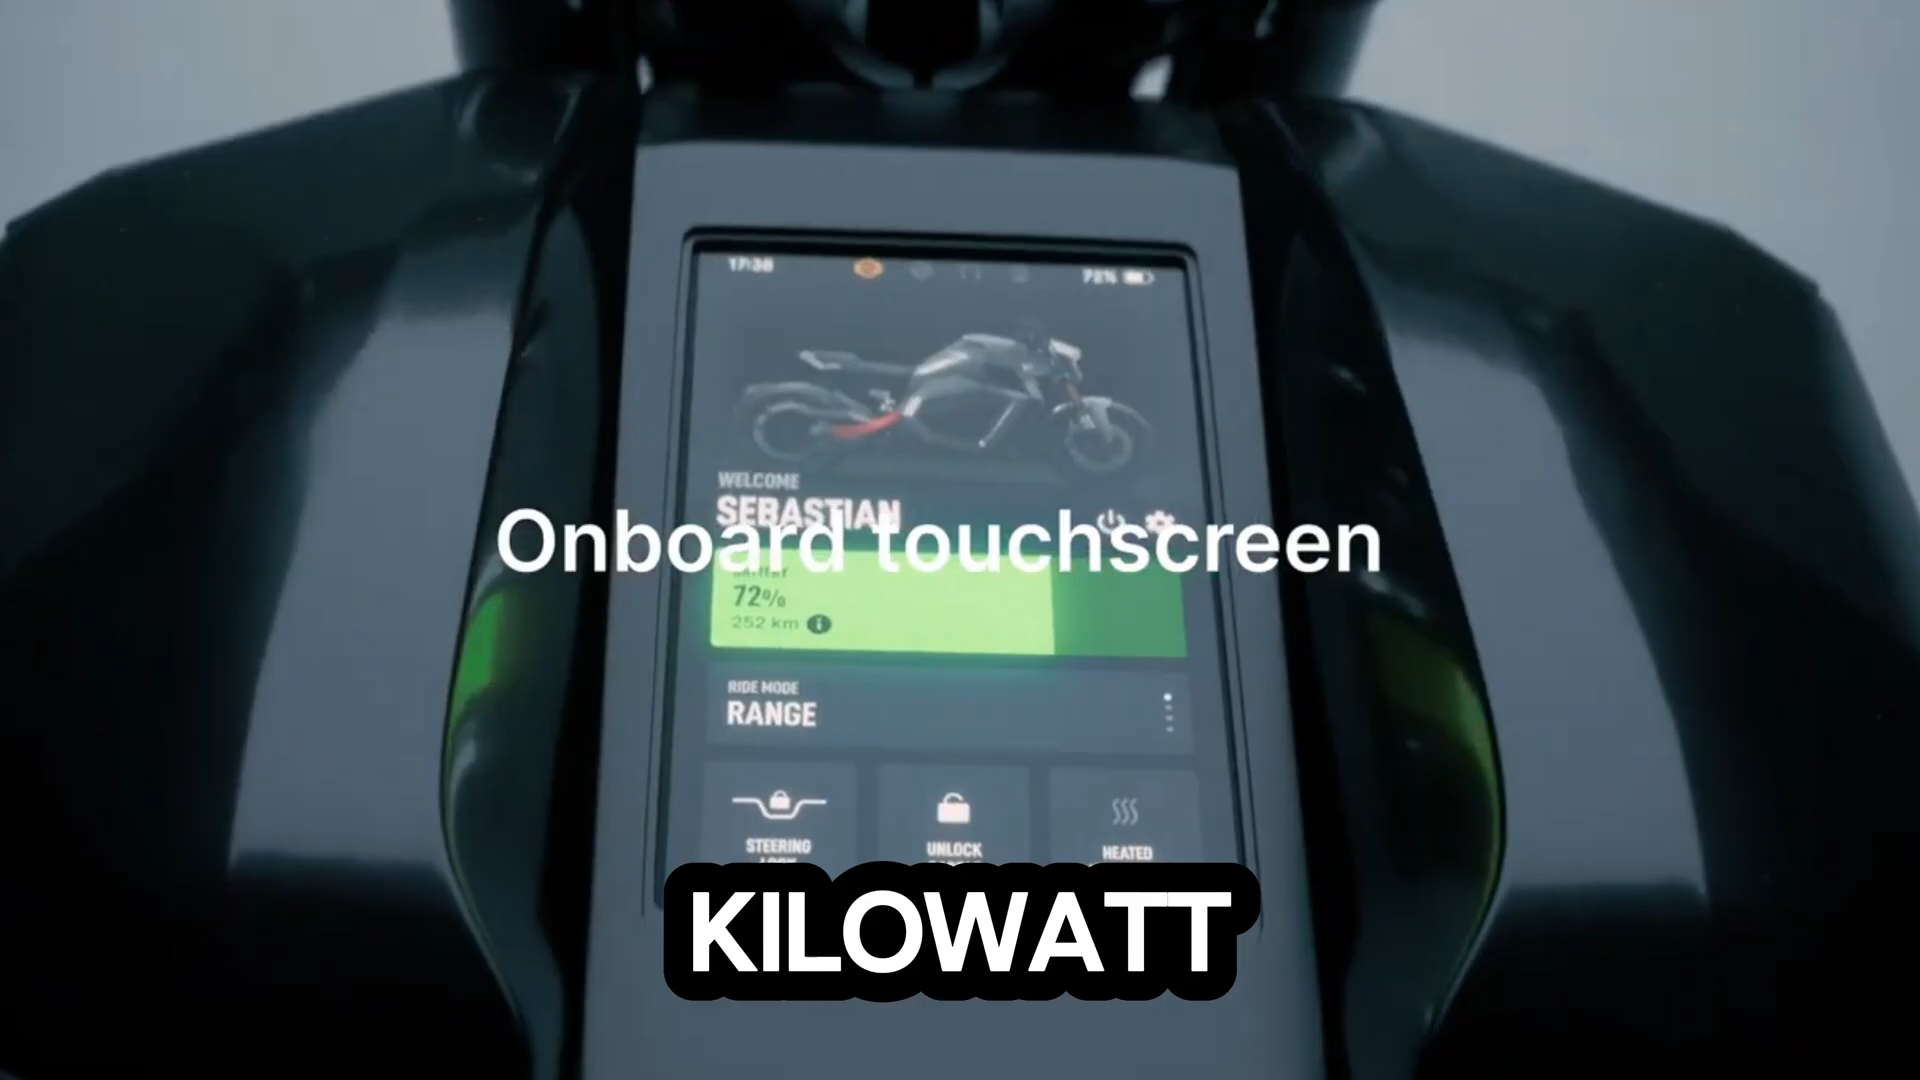 17:38
72%
WELCOME
SEBASTIAN
Onboard touchscreen
72%
252 km
RIDE MODE
RANGE
STEERING
UNLOCK
HEATED
KILOWATT